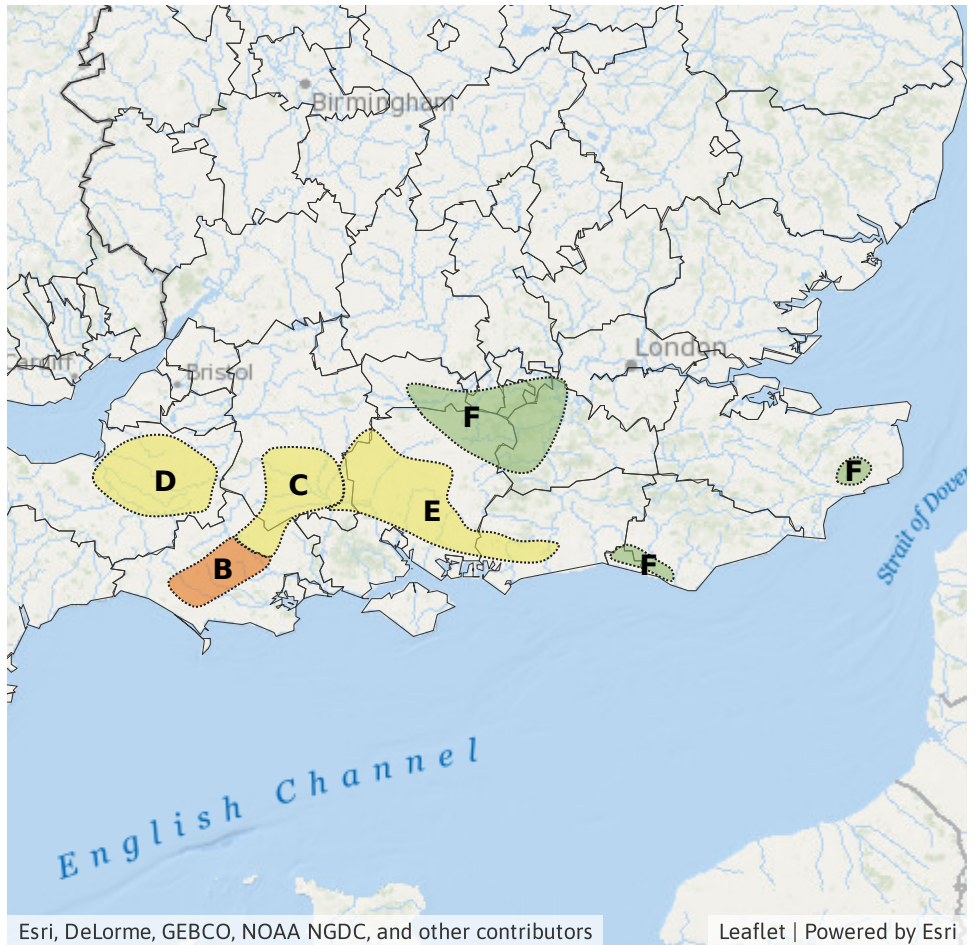 Birmingham
London
Cardiff
Bristol
F
D
C
E
F
B
F
Strait of Dover
English Channel
Esri, DeLorme, GEBCO, NOAA NGDC, and other contributors
Leaflet | Powered by Esri